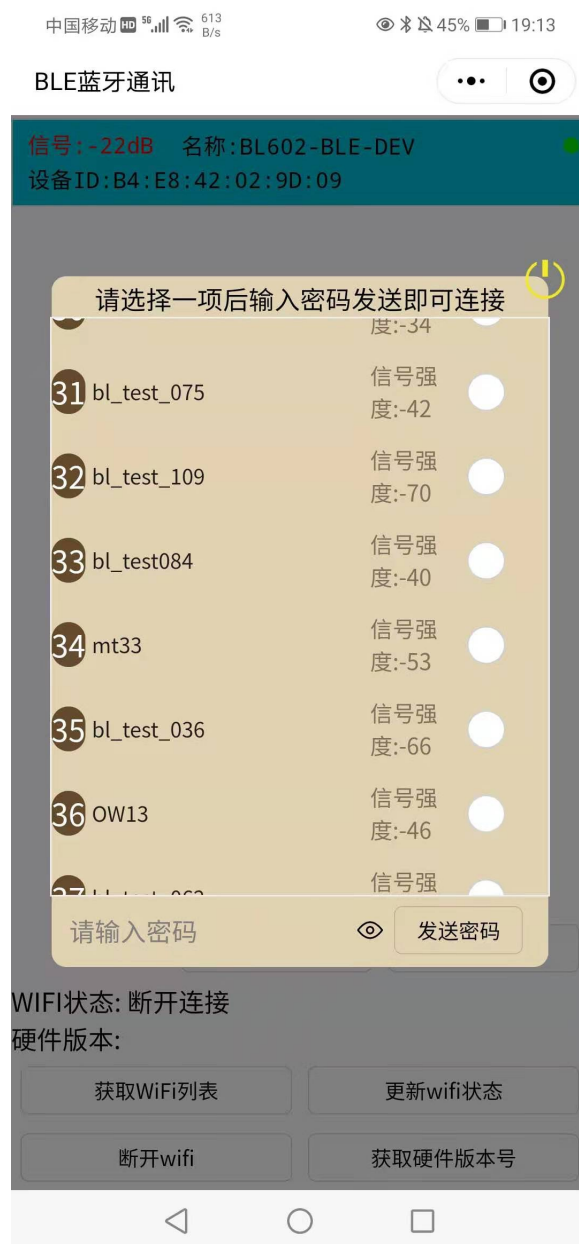 中国移动 HD 5G 613 B/s 45% 19:13
BLE蓝牙通讯
信号:-22dB 名称:BL602-BLE-DEV
设备ID:B4:E8:42:02:9D:09
请选择一项后输入密码发送即可连接
度:-34
31 bl_test_075 信号强
度:-42
32 bl_test_109 信号强
度:-70
33 bl_test084 信号强
度:-40
34 mt33 信号强
度:-53
35 bl_test_036 信号强
度:-66
36 OW13 信号强
度:-46
37 信号强
请输入密码 发送密码
WIFI状态: 断开连接
硬件版本:
获取WiFi列表 更新wifi状态
断开wifi 获取硬件版本号